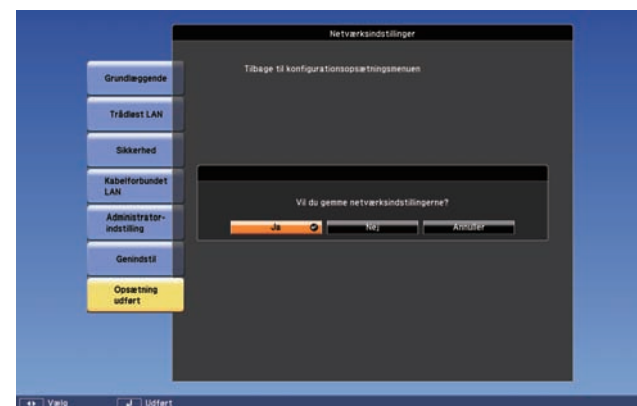 Netværksindstillinger
Tilbage til konfigurationsopsætningsmenuen
Grundlæggende
Trådløst LAN
Sikkerhed
Kabelforbundet
LAN
Administrator-
indstilling
Genindstil
Opsætning
udført
Vil du gemme netværksindstillingerne?
Ja
Nej
Annuller
Vælg
Udført